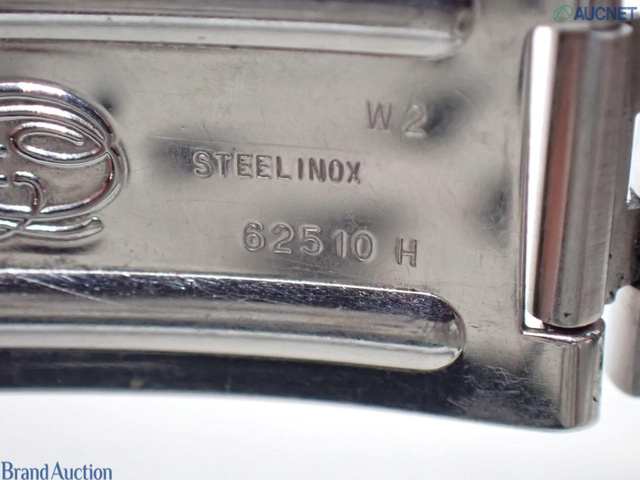 AUCNET
W2
STEELINOX
62510 H
Brand Auction